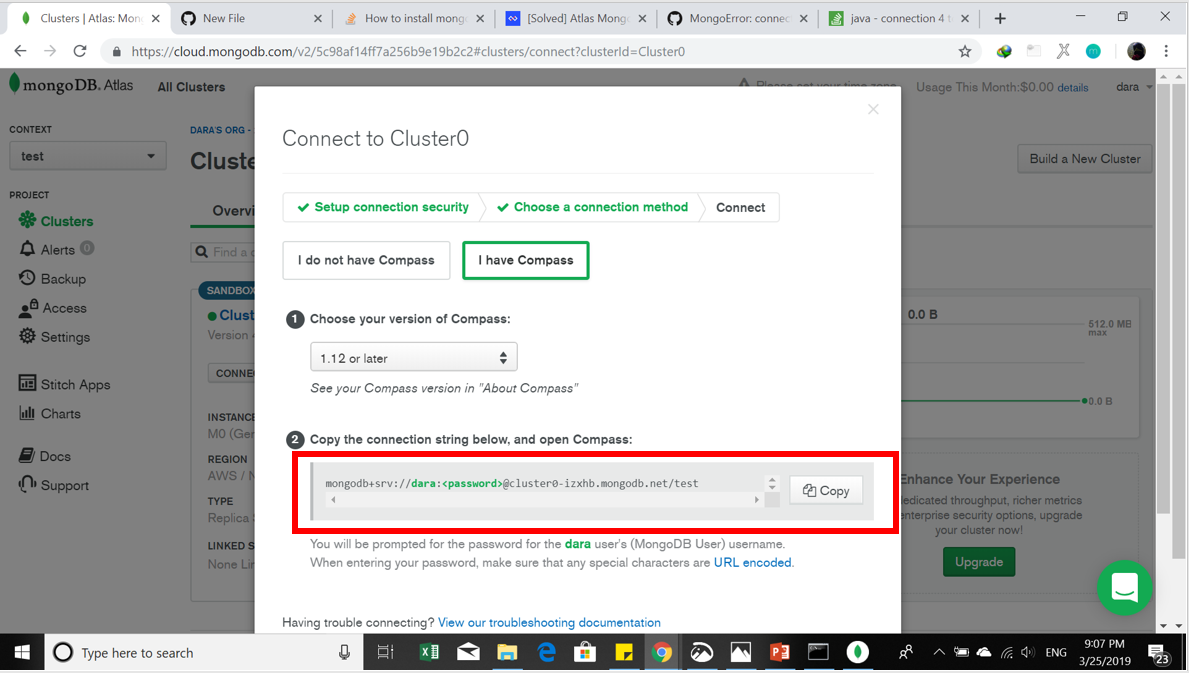 Clusters | Atlas: Mong
New File
How to install mong
[Solved] Atlas Mong
MongoError: connec
java - connection 4
https://cloud.mongodb.com/v2/5c98af14ff7a256b9e19b2c2#clusters/connect?clusterId=Cluster0
mongoDB. Atlas
All Clusters
Please set your time zone
Usage This Month:$0.00 details
dara
CONTEXT
test
PROJECT
Clusters
Alerts 0
Backup
Access
Settings
Stitch Apps
Charts
Docs
Support
DARA'S ORG -
Cluste
Build a New Cluster
Overvi
Find a c
SANDBOX
Clust
Version
CONNE
INSTANCE
M0 (Gen
REGION
AWS / N
TYPE
Replica
LINKED S
None Lin
Connect to Cluster0
Setup connection security
Choose a connection method
Connect
I do not have Compass
I have Compass
1 Choose your version of Compass:
1.12 or later
See your Compass version in "About Compass"
2 Copy the connection string below, and open Compass:
mongodb+srv://dara:<password>@cluster0-izxhb.mongodb.net/test
Copy
You will be prompted for the password for the dara user's (MongoDB User) username.
When entering your password, make sure that any special characters are URL encoded.
Having trouble connecting? View our troubleshooting documentation
0.0 B
512.0 MB
max
0.0 B
Enhance Your Experience
dedicated throughput, richer metrics
enterprise security options, upgrade
your cluster now!
Upgrade
Type here to search
ENG
9:07 PM
3/25/2019
23